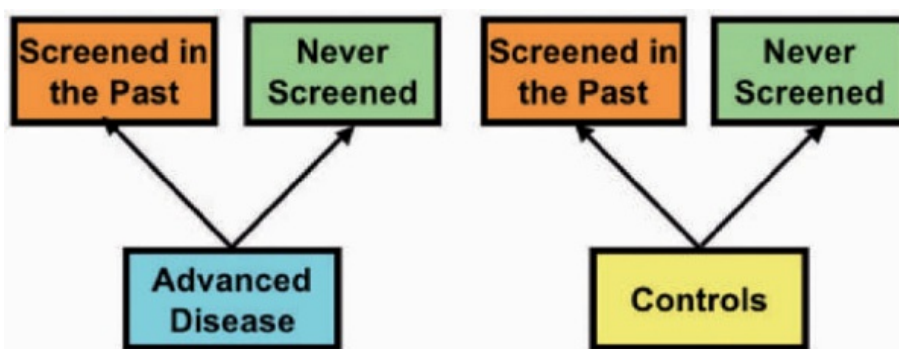 Screened in
the Past
Never
Screened
Screened in
the Past
Never
Screened
Advanced
Disease
Controls